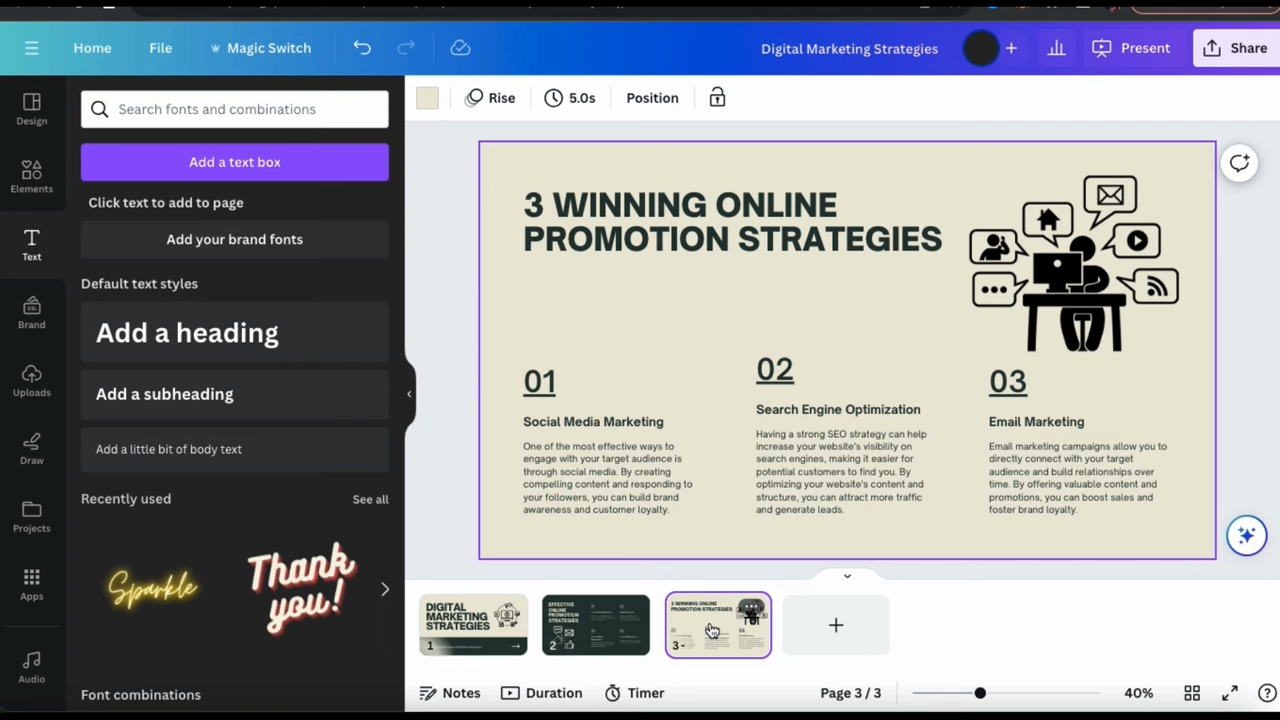 Home
File
Magic Switch
Digital Marketing Strategies
+
Present
Share
Design
Elements
Text
Brand
Uploads
Draw
Projects
Apps
Audio
Search fonts and combinations
Add a text box
Click text to add to page
Add your brand fonts
Default text styles
Add a heading
Add a subheading
Add a little bit of body text
Recently used
See all
Sparkle
Thank
you!
Font combinations
Rise
5.0s
Position
3 WINNING ONLINE
PROMOTION STRATEGIES
01
Social Media Marketing
One of the most effective ways to
engage with your target audience is
through social media. By creating
compelling content and responding to
your followers, you can build brand
awareness and customer loyalty.
02
Search Engine Optimization
Having a strong SEO strategy can help
increase your website's visibility on
search engines, making it easier for
potential customers to find you. By
optimizing your website's content and
structure, you can attract more traffic
and generate leads.
03
Email Marketing
Email marketing campaigns allow you to
directly connect with your target
audience and build relationships over
time. By offering valuable content and
promotions, you can boost sales and
foster brand loyalty.
DIGITAL
MARKETING
STRATEGIES
1
EFFECTIVE
ONLINE
PROMOTION
STRATEGIES
2
3 WINNING ONLINE
PROMOTION STRATEGIES
3 -
+
Notes
Duration
Timer
Page 3 / 3
40%
?